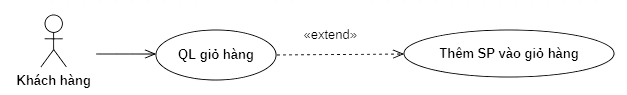 «extend»
QL giỏ hàng
Thêm SP vào giỏ hàng
Khách hàng